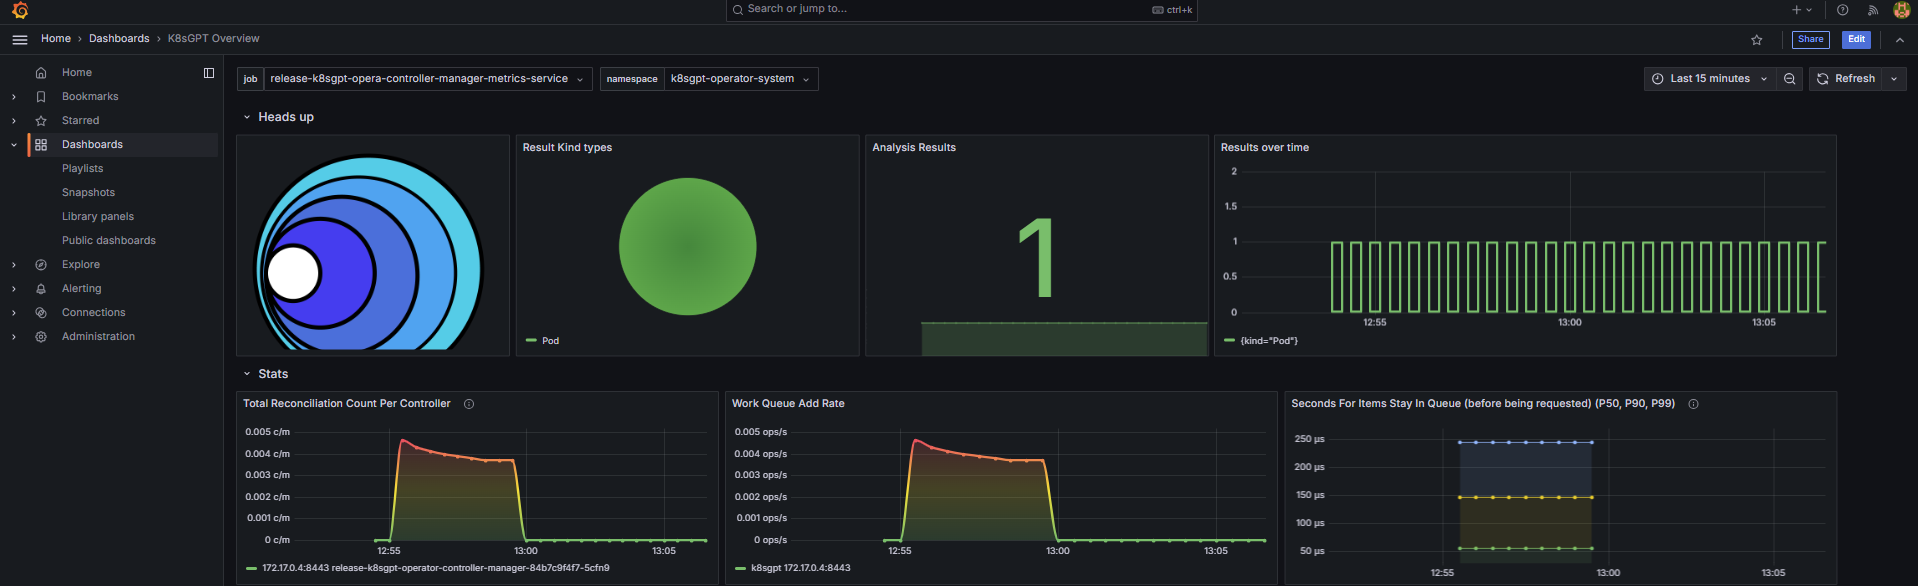 Search or jump to...
ctrl+k
Home › Dashboards › K8sGPT Overview
Share
Edit
Home
Bookmarks
Starred
Dashboards
Playlists
Snapshots
Library panels
Public dashboards
Explore
Alerting
Connections
Administration
job release-k8sgpt-opera-controller-manager-metrics-service
namespace k8sgpt-operator-system
Last 15 minutes
Refresh
Heads up
Result Kind types
Pod
Analysis Results
1
Results over time
2
1.5
1
0.5
0
12:55 13:00 13:05
{kind="Pod"}
Stats
Total Reconciliation Count Per Controller
0.005 c/m
0.004 c/m
0.003 c/m
0.002 c/m
0.001 c/m
0 c/m
12:55 13:00 13:05
172.17.0.4:8443 release-k8sgpt-operator-controller-manager-84b7c9f4f7-5cfn9
Work Queue Add Rate
0.005 ops/s
0.004 ops/s
0.003 ops/s
0.002 ops/s
0.001 ops/s
0 ops/s
12:55 13:00 13:05
k8sgpt 172.17.0.4:8443
Seconds For Items Stay In Queue (before being requested) (P50, P90, P99)
250 µs
200 µs
150 µs
100 µs
50 µs
12:55 13:00 13:05